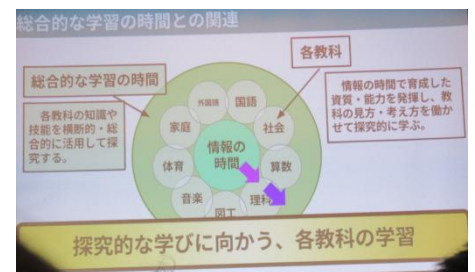 総合的な学習の時間との関連
総合的な学習の時間
各教科の知識や
技能を横断的・総
合的に活用して探
究する。
各教科
情報の時間で育成した
資質・能力を発揮し、教
科の見方・考え方を働か
せて探究的に学ぶ。
外国語
国語
家庭
社会
情報の
時間
体育
算数
音楽
理科
図工
探究的な学びに向かう、各教科の学習